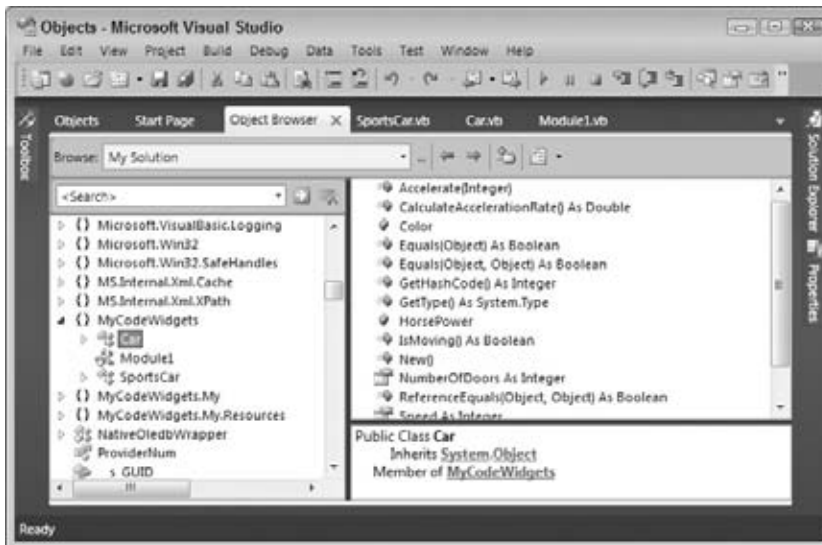 Objects - Microsoft Visual Studio
File Edit View Project Build Debug Data Tools Test Window Help
Toolbox
Objects Start Page Object Browser X SportsCar.vb Car.vb Module1.vb
Solution Explorer
Properties
Browse: My Solution
<Search>
{} Microsoft.VisualBasic.Logging
{} Microsoft.Win32
{} Microsoft.Win32.SafeHandles
{} MS.Internal.Xml.Cache
{} MS.Internal.Xml.XPath
{} MyCodeWidgets
Car
Module1
SportsCar
{} MyCodeWidgets.My
{} MyCodeWidgets.My.Resources
NativeOledbWrapper
ProviderNum
s GUID
Accelerate(Integer)
CalculateAccelerationRate() As Double
Color
Equals(Object) As Boolean
Equals(Object, Object) As Boolean
GetHashCode() As Integer
GetType() As System.Type
HorsePower
IsMoving() As Boolean
New()
NumberOfDoors As Integer
ReferenceEquals(Object, Object) As Boolean
Speed As Integer
Public Class Car
Inherits System.Object
Member of MyCodeWidgets
Ready